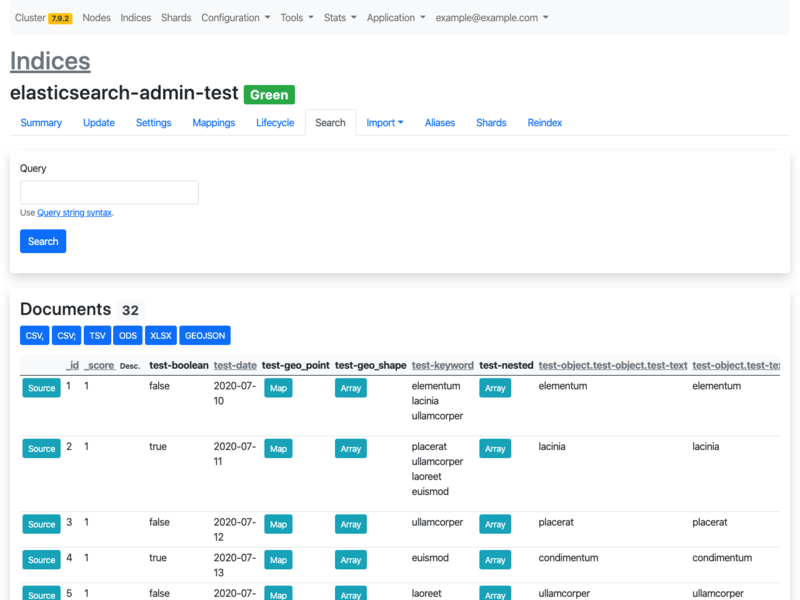 Cluster 7.9.2 Nodes Indices Shards Configuration Tools Stats Application example@example.com
Indices
elasticsearch-admin-test Green
Summary Update Settings Mappings Lifecycle Search Import Aliases Shards Reindex
Query
Use Query string syntax.
Search
Documents 32
CSV, CSV; TSV ODS XLSX GEOJSON
_id _score Desc. test-boolean test-date test-geo_point test-geo_shape test-keyword test-nested test-object.test-object.test-text test-object.test-te
Source 1 1 false 2020-07- Map Array elementum Array elementum elementum
10 lacinia
ullamcorper
Source 2 1 true 2020-07- Map Array placerat Array lacinia lacinia
11 ullamcorper
laoreet
euismod
Source 3 1 false 2020-07- Map Array ullamcorper Array placerat placerat
12
Source 4 1 true 2020-07- Map Array euismod Array condimentum condimentum
13
Source 5 1 false 2020-07- Map Array laoreet Array ullamcorper ullamcorper